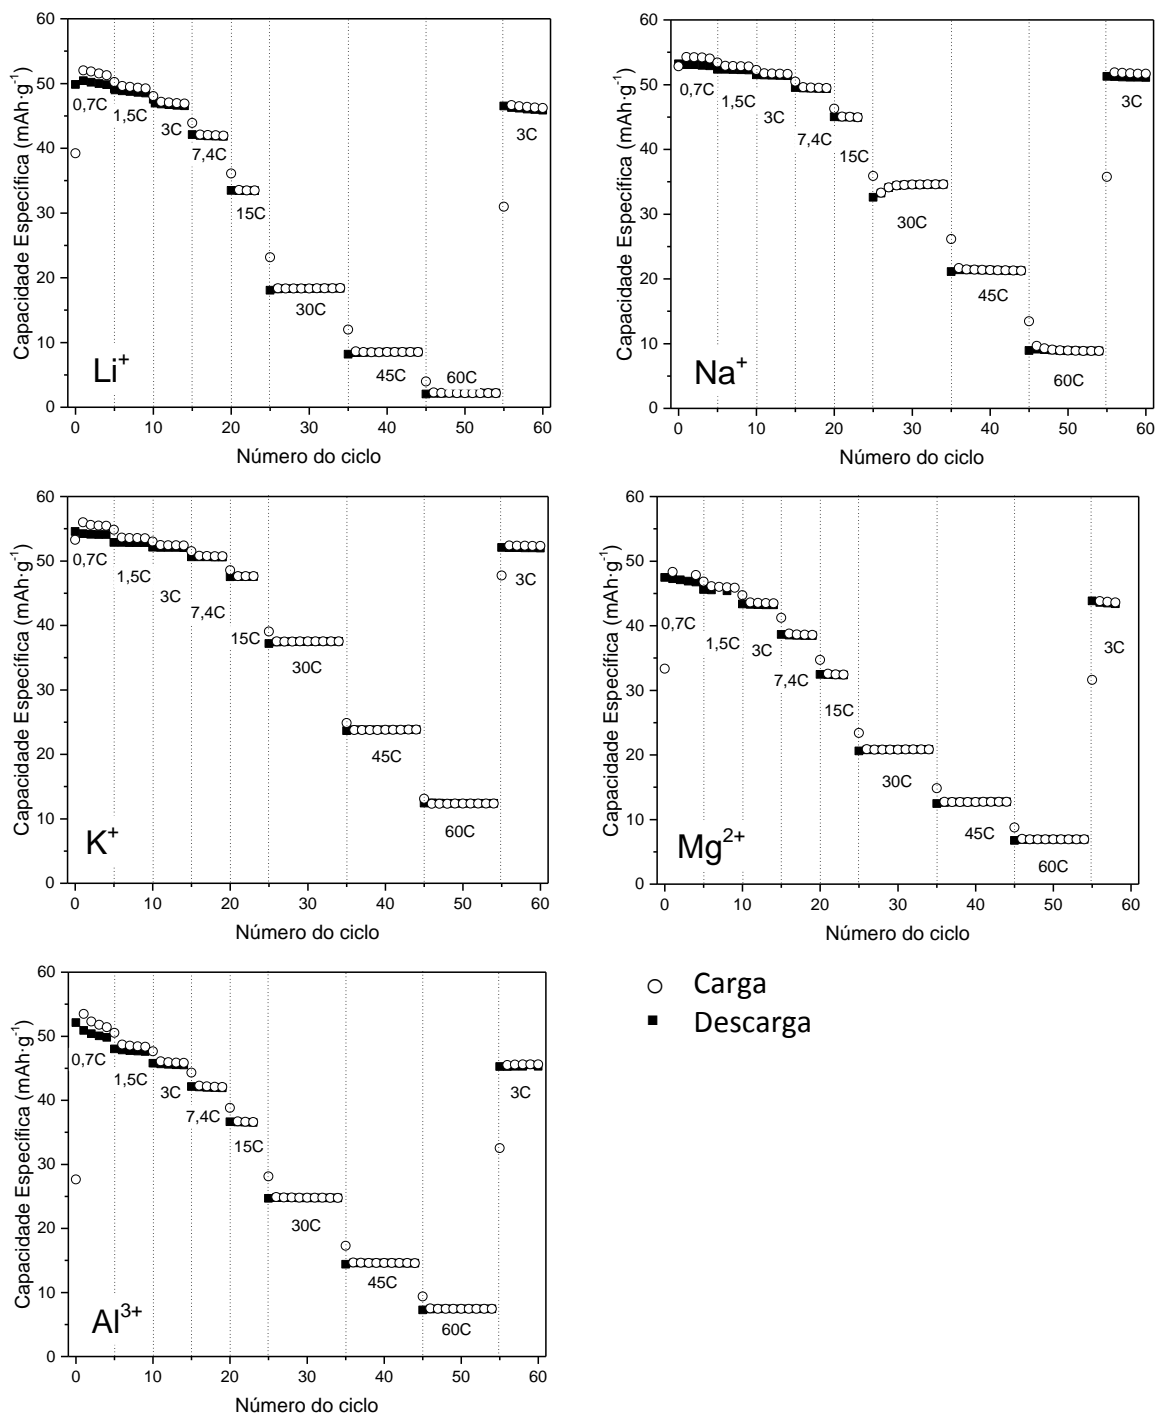 Capacidade Específica (mAh·g⁻¹)
60
50
40
30
20
10
0
0,7C
1,5C
3C
7,4C
15C
30C
45C
60C
3C
Li⁺
0 10 20 30 40 50 60
Número do ciclo
Capacidade Específica (mAh·g⁻¹)
60
50
40
30
20
10
0
0,7C
1,5C
3C
7,4C
15C
30C
45C
60C
3C
Na⁺
0 10 20 30 40 50 60
Número do ciclo
Capacidade Específica (mAh·g⁻¹)
60
50
40
30
20
10
0
0,7C
1,5C
3C
7,4C
15C
30C
45C
60C
3C
K⁺
0 10 20 30 40 50 60
Número do ciclo
Capacidade Específica (mAh·g⁻¹)
60
50
40
30
20
10
0
0,7C
1,5C
3C
7,4C
15C
30C
45C
60C
3C
Mg²⁺
0 10 20 30 40 50 60
Número do ciclo
Capacidade Específica (mAh·g⁻¹)
60
50
40
30
20
10
0
0,7C
1,5C
3C
7,4C
15C
30C
45C
60C
3C
Al³⁺
0 10 20 30 40 50 60
Número do ciclo
Carga
Descarga